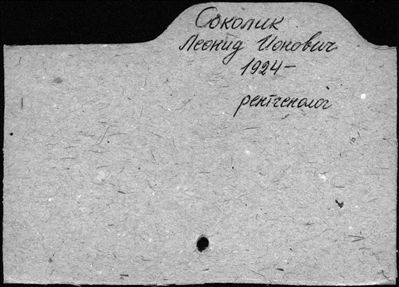 Соколик
Леонид Ионович
1924-
рентгенолог